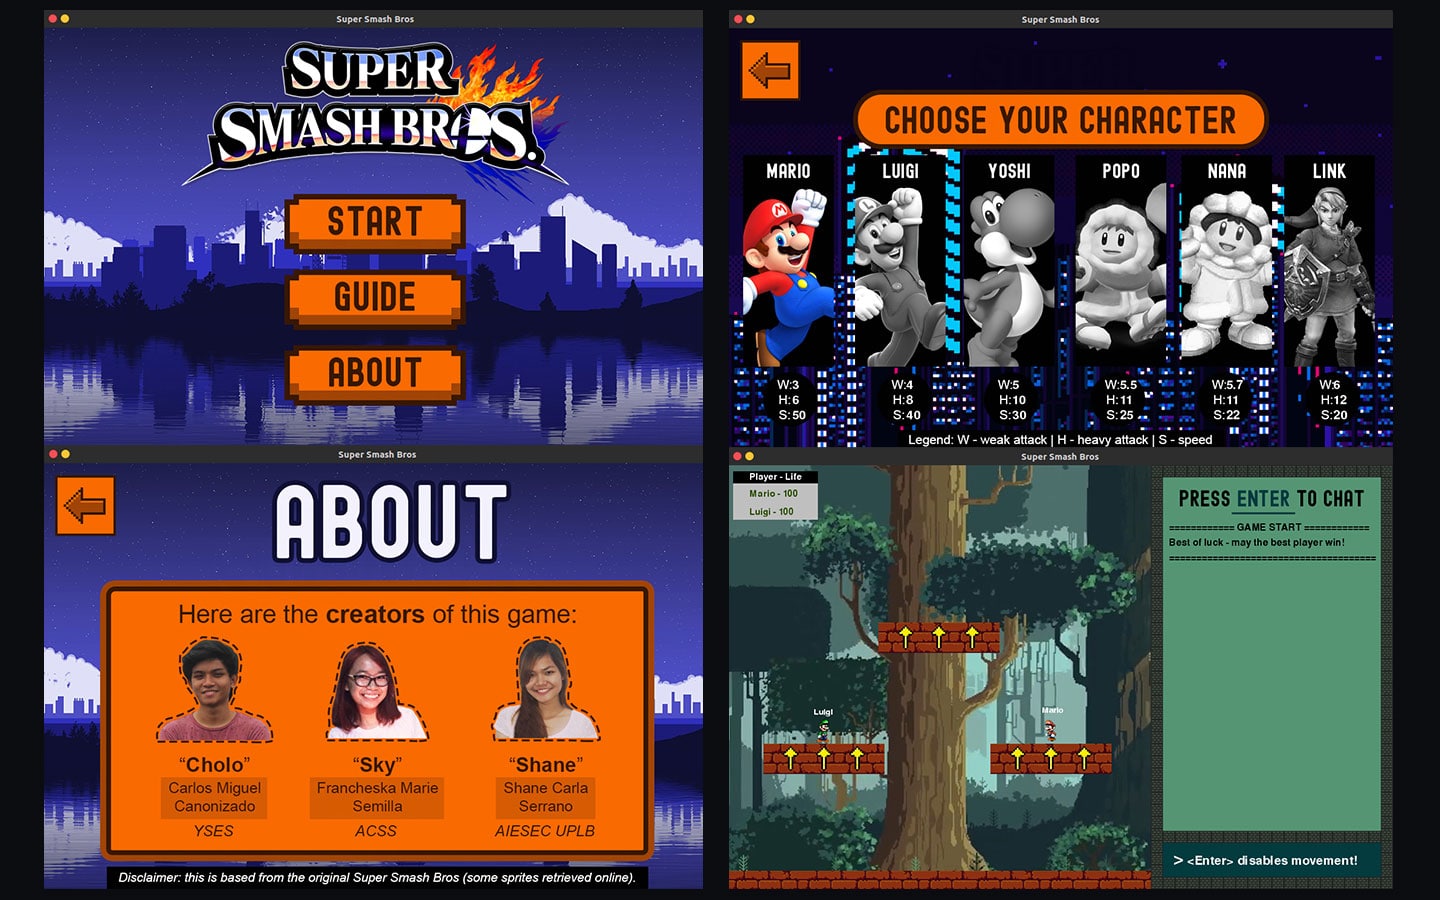 Super Smash Bros
SUPER
SMASH BROS.
START
GUIDE
ABOUT
Super Smash Bros
CHOOSE YOUR CHARACTER
MARIO
LUIGI
YOSHI
POPO
NANA
LINK
W:3
H:6
S:50
W:4
H:8
S:40
W:5
H:10
S:30
W:5.5
H:11
S:25
W:5.7
H:11
S:22
W:6
H:12
S:20
Legend: W - weak attack | H - heavy attack | S - speed
Super Smash Bros
ABOUT
Here are the creators of this game:
“Cholo”
Carlos Miguel
Canonizado
YSES
“Sky”
Francheska Marie
Semilla
ACSS
“Shane”
Shane Carla
Serrano
AIESEC UPLB
Disclaimer: this is based from the original Super Smash Bros (some sprites retrieved online).
Super Smash Bros
Player - Life
Mario - 100
Luigi - 100
Luigi
Mario
PRESS ENTER TO CHAT
============ GAME START ============
Best of luck - may the best player win!
======================================
> <Enter> disables movement!